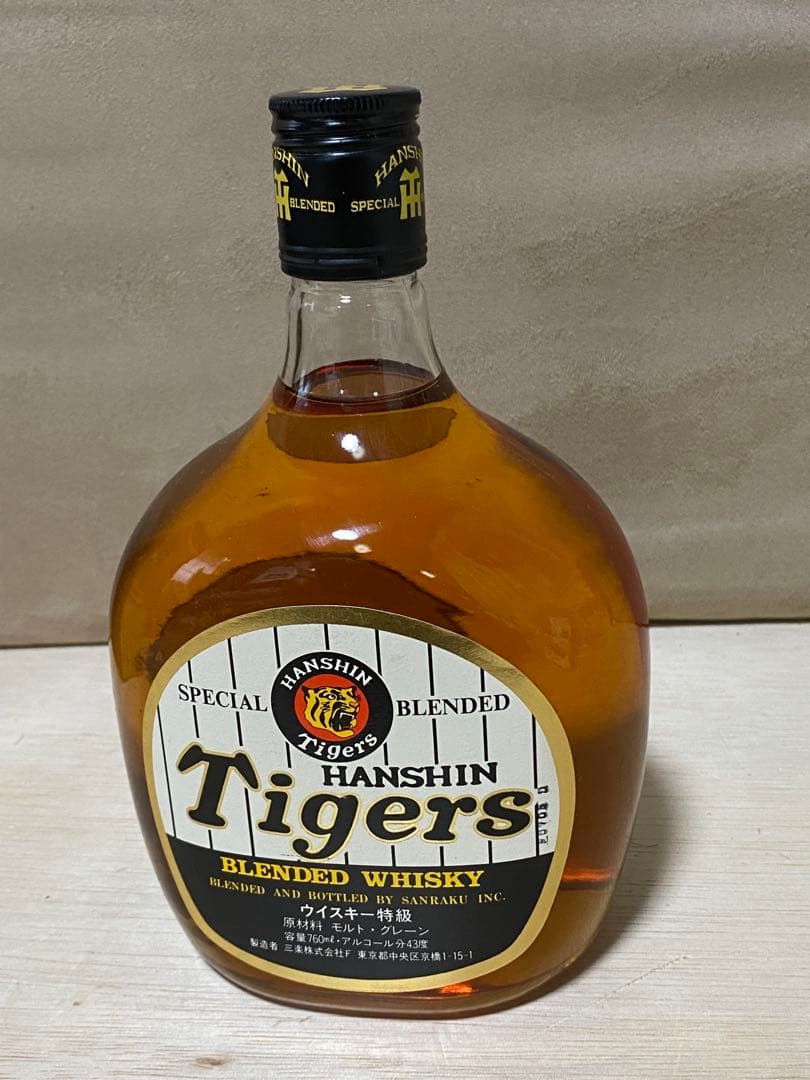 HANSHIN
BLENDED
HANSHIN
SPECIAL
SPECIAL
HANSHIN
Tigers
BLENDED
HANSHIN
Tigers
BLENDED WHISKY
BLENDED AND BOTTLED BY SANRAKU INC.
ウイスキー特級
原材料 モルト・グレーン
容量760㎖・アルコール分43度
製造者 三楽株式会社F 東京都中央区京橋1-15-1